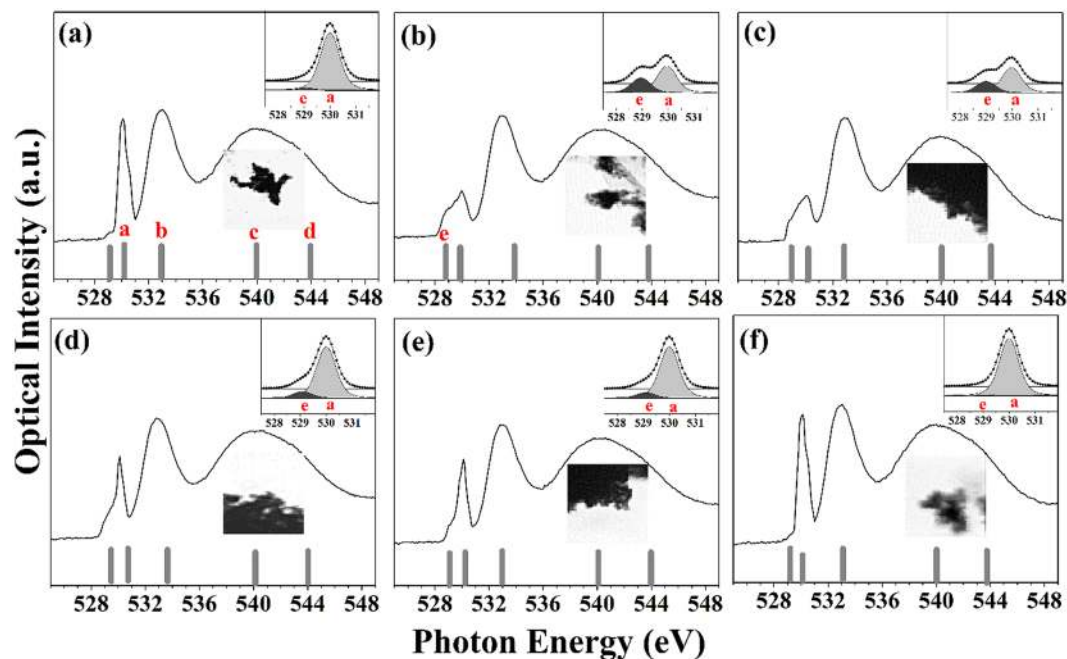 Optical Intensity (a.u.)
(a)
528 529 530 531
e a
a b c d
528 532 536 540 544 548
(b)
e a
528 529 530 531
e
528 532 536 540 544 548
(c)
e a
528 529 530 531
528 532 536 540 544 548
(d)
e a
528 529 530 531
528 532 536 540 544 548
(e)
e a
528 529 530 531
528 532 536 540 544 548
(f)
e a
528 529 530 531
528 532 536 540 544 548
Photon Energy (eV)